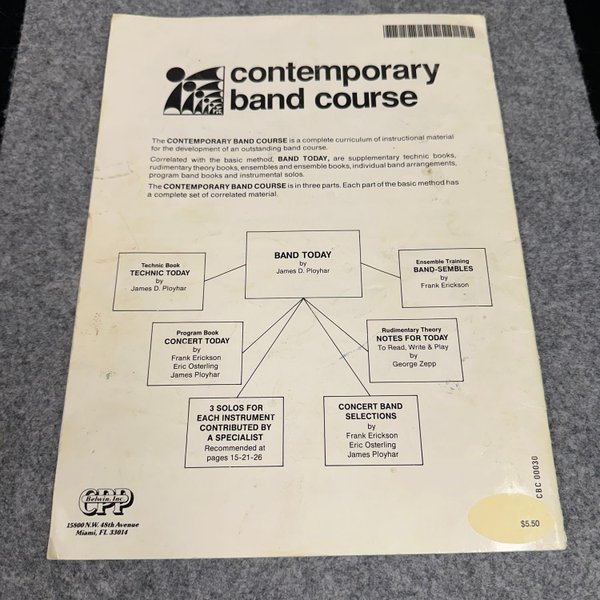 contemporary
band course
The CONTEMPORARY BAND COURSE is a complete curriculum of instructional material
for the development of an outstanding band course.
Correlated with the basic method, BAND TODAY, are supplementary technic books,
rudimentary theory books, ensembles and ensemble books, individual band arrangements,
program band books and instrumental solos.
The CONTEMPORARY BAND COURSE is in three parts. Each part of the basic method has
a complete set of correlated material.
BAND TODAY
by
James D. Ployhar
Technic Book
TECHNIC TODAY
by
James D. Ployhar
Ensemble Training
BAND-SEMBLES
by
Frank Erickson
Program Book
CONCERT TODAY
by
Frank Erickson
Eric Osterling
James Ployhar
Rudimentary Theory
NOTES FOR TODAY
To Read, Write & Play
by
George Zepp
3 SOLOS FOR
EACH INSTRUMENT
CONTRIBUTED BY
A SPECIALIST
Recommended at
pages 15-21-26
CONCERT BAND
SELECTIONS
by
Frank Erickson
Eric Osterling
James Ployhar
CPP
Belwin, Inc.
15800 N.W. 48th Avenue
Miami, FL 33014
CBC 00030
$5.50